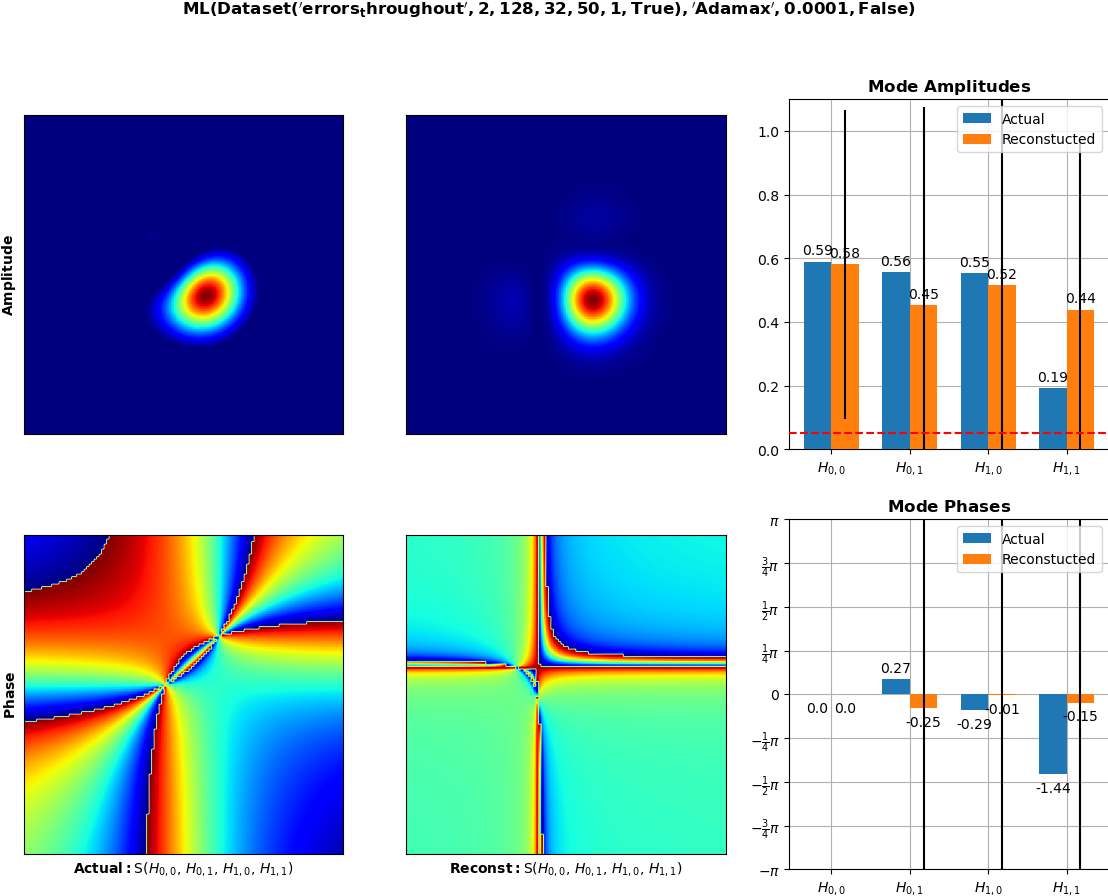 ML(Dataset('errors_throughout', 2, 128, 32, 50, 1, True), 'Adamax', 0.0001, False)
Amplitude
Mode Amplitudes
Actual
Reconstucted
1.0
0.8
0.6
0.4
0.2
0.0
0.59
0.58
0.56
0.45
0.55
0.52
0.19
0.44
H0,0
H0,1
H1,0
H1,1
Phase
Actual: S(H0,0, H0,1, H1,0, H1,1)
Reconst: S(H0,0, H0,1, H1,0, H1,1)
Mode Phases
Actual
Reconstucted
π
3/4π
1/2π
1/4π
0
−1/4π
−1/2π
−3/4π
−π
0.0
0.0
0.27
-0.25
-0.29
-0.01
-1.44
-0.15
H0,0
H0,1
H1,0
H1,1